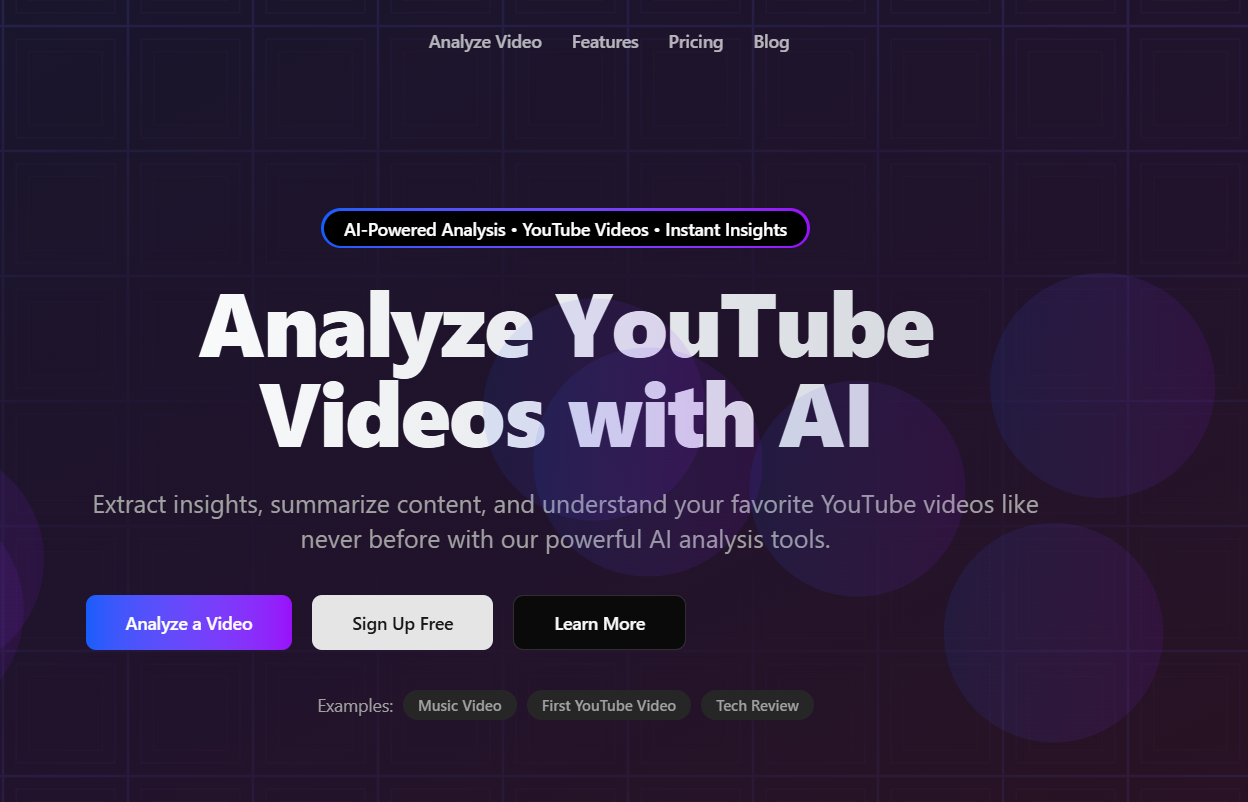 Analyze Video Features Pricing Blog
AI-Powered Analysis • YouTube Videos • Instant Insights
Analyze YouTube
Videos with AI
Extract insights, summarize content, and understand your favorite YouTube videos like
never before with our powerful AI analysis tools.
Analyze a Video Sign Up Free Learn More
Examples: Music Video First YouTube Video Tech Review